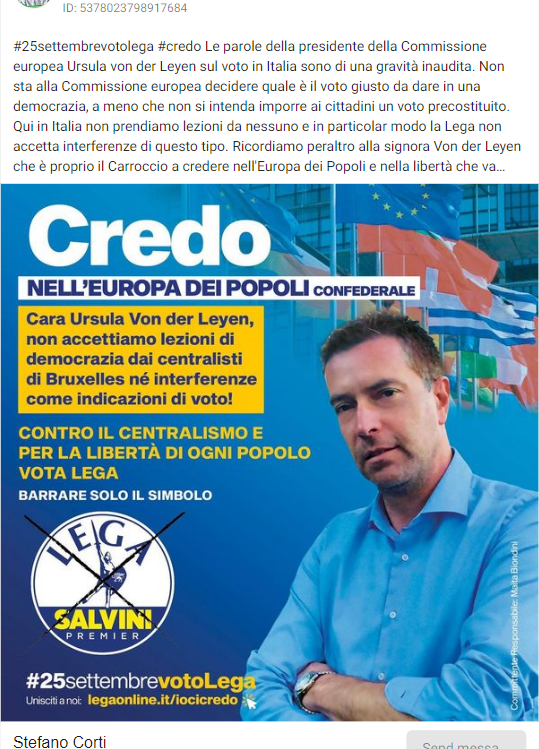 ID: 5378023798917684
#25settembrevotolega #credo Le parole della presidente della Commissione
europea Ursula von der Leyen sul voto in Italia sono di una gravità inaudita. Non
sta alla Commissione europea decidere quale è il voto giusto da dare in una
democrazia, a meno che non si intenda imporre ai cittadini un voto precostituito.
Qui in Italia non prendiamo lezioni da nessuno e in particolar modo la Lega non
accetta interferenze di questo tipo. Ricordiamo peraltro alla signora Von der Leyen
che è proprio il Carroccio a credere nell'Europa dei Popoli e nella libertà che va...
Credo
NELL'EUROPA DEI POPOLI CONFEDERALE
Cara Ursula Von der Leyen,
non accettiamo lezioni di
democrazia dai centralisti
di Bruxelles né interferenze
come indicazioni di voto!
CONTRO IL CENTRALISMO E
PER LA LIBERTÀ DI OGNI POPOLO
VOTA LEGA
BARRARE SOLO IL SIMBOLO
LEGA
SALVINI
PREMIER
#25settembrevotoLega
Unisciti a noi: legaonline.it/iocicredo
Committente Responsabile: Maita Biondini
Stefano Corti
Send messa...